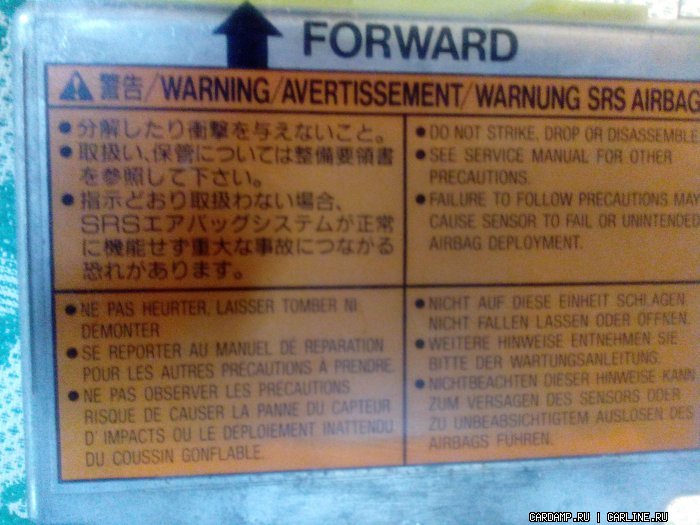 FORWARD
警告/WARNING/AVERTISSEMENT/WARNUNG SRS AIRBAG
● 分解したり衝撃を与えないこと。
● 取扱い、保管については整備要領書
を参照して下さい。
● 指示どおり取扱わない場合、
SRSエアバッグシステムが正常
に機能せず重大な事故につながる
恐れがあります。
● DO NOT STRIKE, DROP OR DISASSEMBLE
● SEE SERVICE MANUAL FOR OTHER
PRECAUTIONS.
● FAILURE TO FOLLOW PRECAUTIONS MAY
CAUSE SENSOR TO FAIL OR UNINTENDED
AIRBAG DEPLOYMENT.
● NE PAS HEURTER, LAISSER TOMBER NI
DEMONTER
● SE REPORTER AU MANUEL DE REPARATION
POUR LES AUTRES PRÉCAUTIONS À PRENDRE.
● NE PAS OBSERVER LES PRÉCAUTIONS
RISQUE DE CAUSER LA PANNE DU CAPTEUR
D' IMPACTS OU LE DEPLOIEMENT INATTENDU
DU COUSSIN GONFLABLE.
● NICHT AUF DIESE EINHEIT SCHLAGEN
NICHT FALLEN LASSEN ODER ÖFFNEN.
● WEITERE HINWEISE ENTNEHMEN SIE
BITTE DER WARTUNGSANLEITUNG.
● NICHTBEACHTEN DIESER HINWEISE KANN
ZUM VERSAGEN DES SENSORS ODER
ZU UNBEABSICHTIGTEM AUSLÖSEN DES
AIRBAGS FÜHREN.
CARDAMP.RU | CARLINE.RU